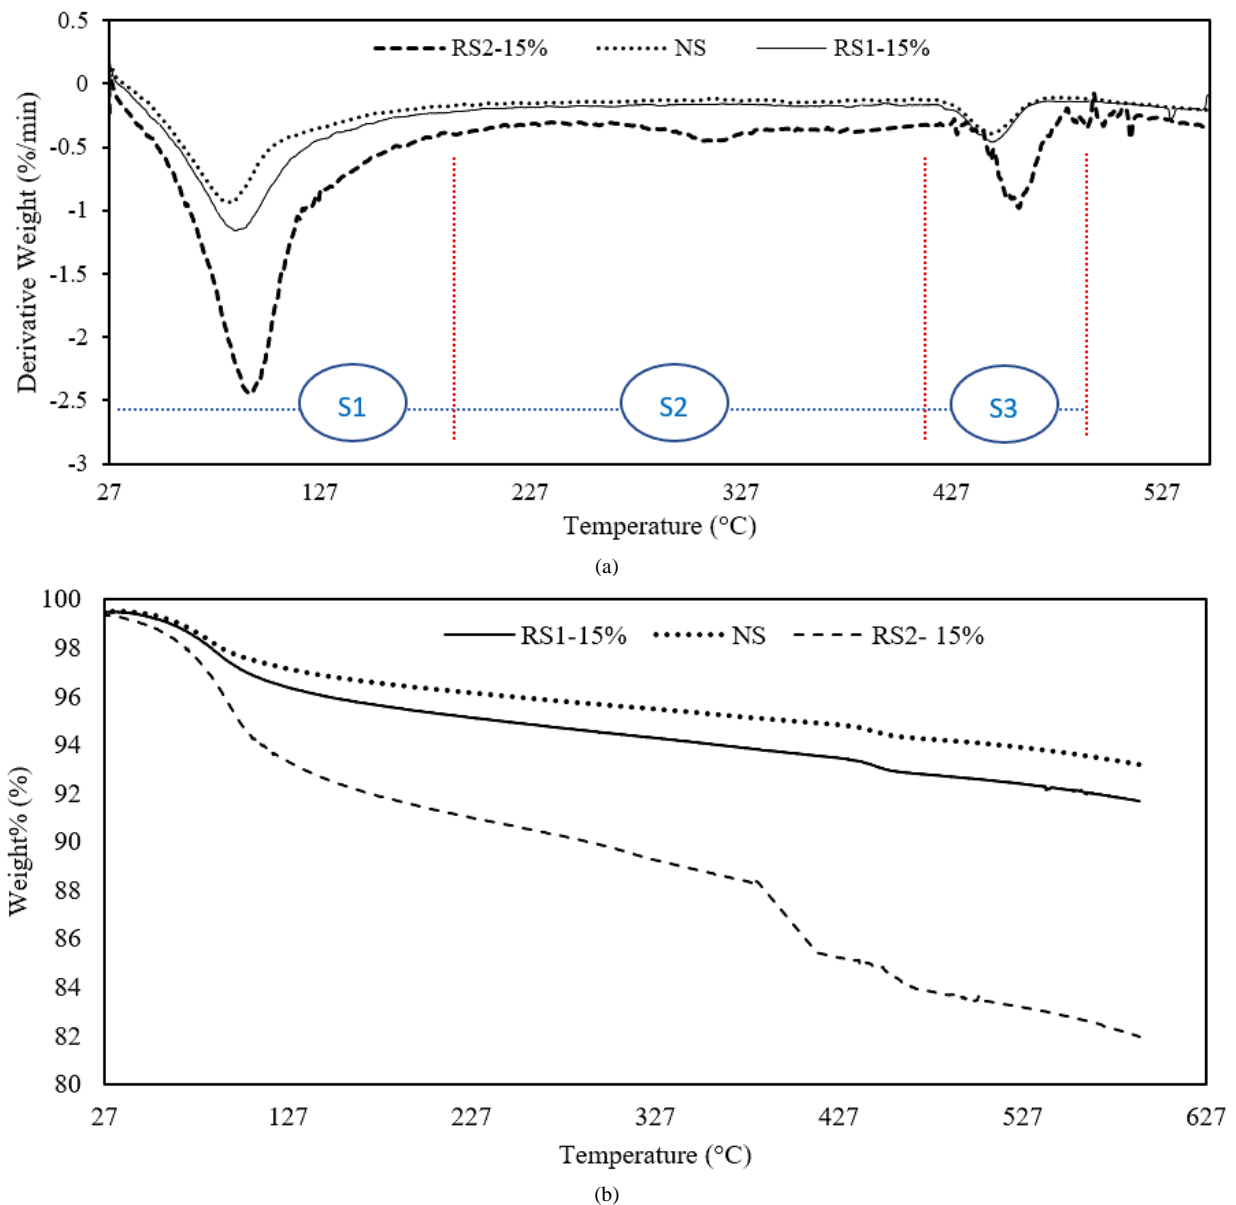 0.5
RS2-15% NS RS1-15%
0
-0.5
-1
-1.5
-2
-2.5
-3
Derivative Weight (%/min)
S1 S2 S3
27 127 227 327 427 527
Temperature (°C)
(a)
100
RS1-15% NS RS2- 15%
98
96
94
92
90
88
86
84
82
80
Weight% (%)
27 127 227 327 427 527 627
Temperature (°C)
(b)